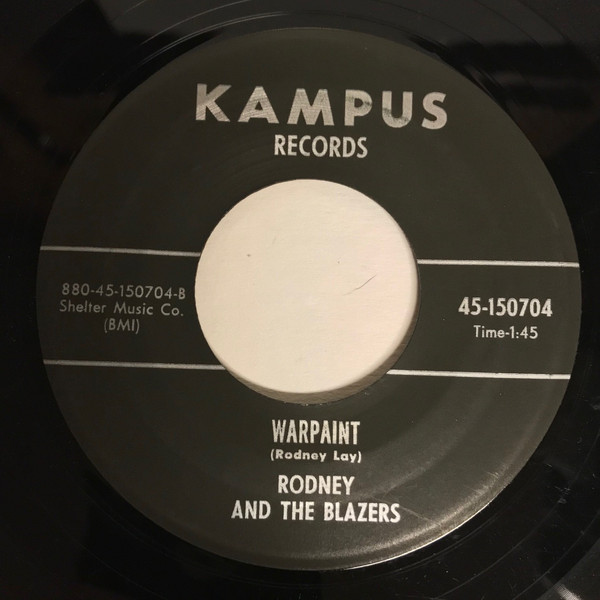 KAMPUS
RECORDS
880-45-150704-B
Shelter Music Co.
(BMI)
45-150704
Time-1:45
WARPAINT
(Rodney Lay)
RODNEY
AND THE BLAZERS